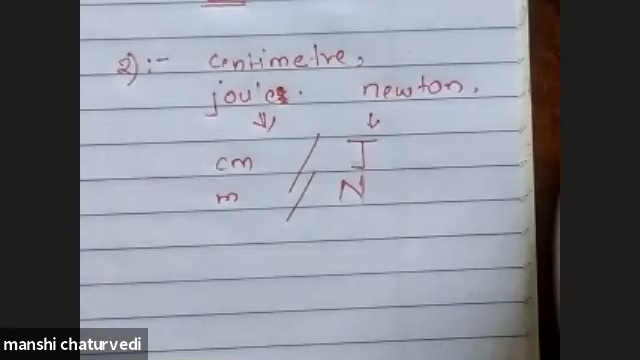 2) :- centimetre,
joule. newton,
cm / J
m / N
manshi chaturvedi